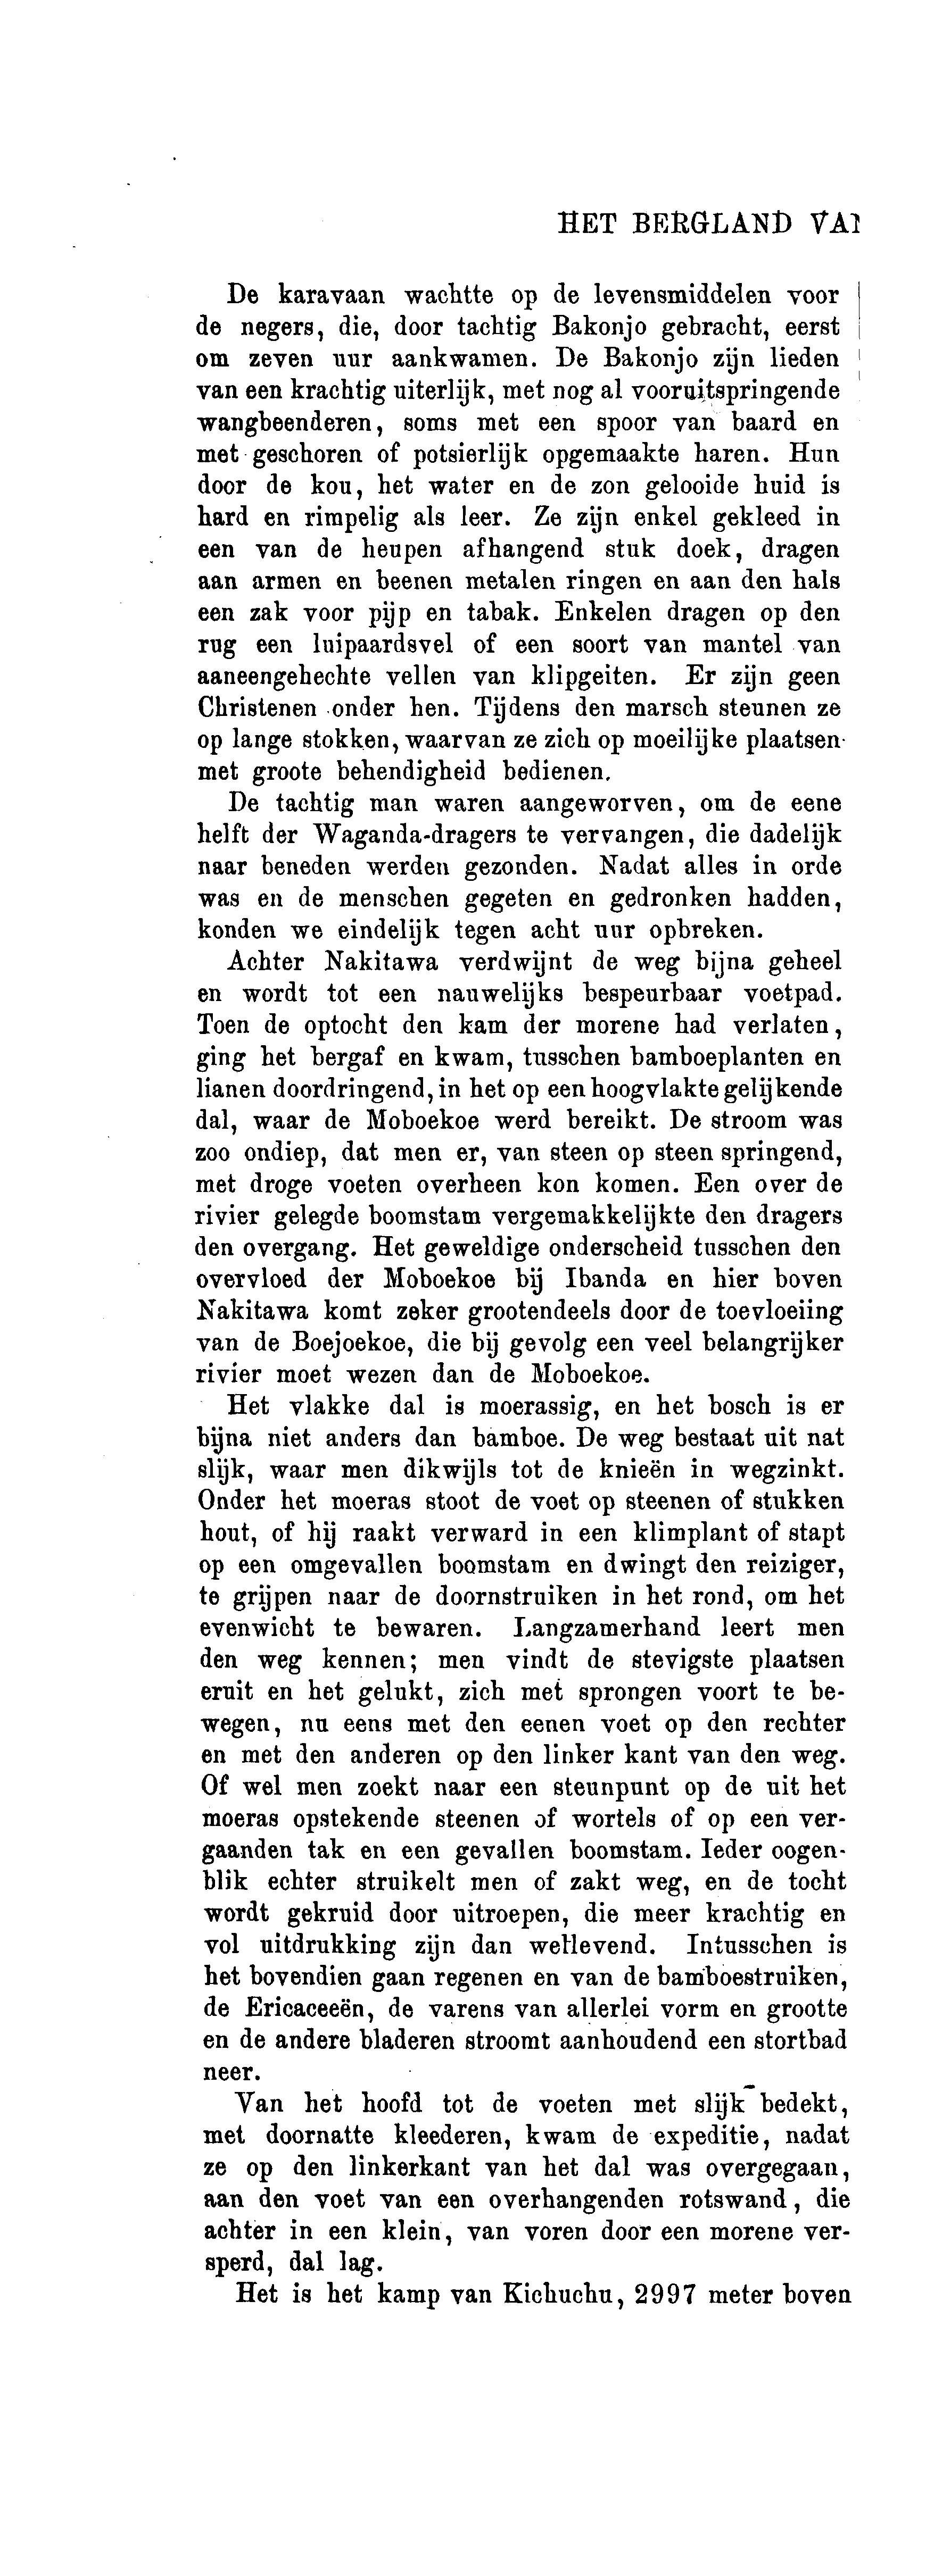 HET BERGLAND VA
De karavaan wachtte op de levensmiddelen voor
de negers, die, door tachtig Bakonjo gebracht, eerst
om zeven uur aankwamen. De Bakonjo zijn lieden
van een krachtig uiterlijk, met nog al vooruitspringende
wangbeenderen, soms met een spoor van baard en
met geschoren of potsierlijk opgemaakte haren. Hun
door de kou, het water en de zon gelooide huid is
hard en rimpelig als leer. Ze zijn enkel gekleed in
een van de heupen afhangend stuk doek, dragen
aan armen en beenen metalen ringen en aan den hals
een zak voor pijp en tabak. Enkelen dragen op den
rug een luipaardsvel of een soort van mantel van
aaneengehechte vellen van klipgeiten. Er zijn geen
Christenen onder hen. Tijdens den marsch steunen ze
op lange stokken, waarvan ze zich op moeilijke plaatsen
met groote behendigheid bedienen.
De tachtig man waren aangeworven, om de eene
helft der Waganda-dragers te vervangen, die dadelijk
naar beneden werden gezonden. Nadat alles in orde
was en de menschen gegeten en gedronken hadden,
konden we eindelijk tegen acht uur opbreken.
Achter Nakitawa verdwijnt de weg bijna geheel
en wordt tot een nauwelijks bespeurbaar voetpad.
Toen de optocht den kam der morene had verlaten,
ging het bergaf en kwam, tusschen bamboeplanten en
lianen doordringend, in het op een hoogvlakte gelijkende
dal, waar de Moboekoe werd bereikt. De stroom was
zoo ondiep, dat men er, van steen op steen springend,
met droge voeten overheen kon komen. Een over de
rivier gelegde boomstam vergemakkelijkte den dragers
den overgang. Het geweldige onderscheid tusschen den
overvloed der Moboekoe bij Ibanda en hier boven
Nakitawa komt zeker grootendeels door de toevloeiing
van de Boejoekoe, die bij gevolg een veel belangrijker
rivier moet wezen dan de Moboekoe.
Het vlakke dal is moerassig, en het bosch is er
bijna niet anders dan bamboe. De weg bestaat uit nat
slijk, waar men dikwijls tot de knieën in wegzinkt.
Onder het moeras stoot de voet op steenen of stukken
hout, of hij raakt verward in een klimplant of stapt
op een omgevallen boomstam en dwingt den reiziger,
te grijpen naar de doornstruiken in het rond, om het
evenwicht te bewaren. Langzamerhand leert men
den weg kennen; men vindt de stevigste plaatsen
eruit en het gelukt, zich met sprongen voort te be-
wegen, nu eens met den eenen voet op den rechter
en met den anderen op den linker kant van den weg.
Of wel men zoekt naar een steunpunt op de uit het
moeras opstekende steenen of wortels of op een ver-
gaanden tak en een gevallen boomstam. Ieder oogen-
blik echter struikelt men of zakt weg, en de tocht
wordt gekruid door uitroepen, die meer krachtig en
vol uitdrukking zijn dan wellevend. Intusschen is
het bovendien gaan regenen en van de bamboestruiken,
de Ericaceeën, de varens van allerlei vorm en grootte
en de andere bladeren stroomt aanhoudend een stortbad
neer.
Van het hoofd tot de voeten met slijk bedekt,
met doornatte kleederen, kwam de expeditie, nadat
ze op den linkerkant van het dal was overgegaan,
aan den voet van een overhangenden rotswand, die
achter in een klein, van voren door een morene ver-
sperd, dal lag.
Het is het kamp van Kichuchu, 2997 meter boven